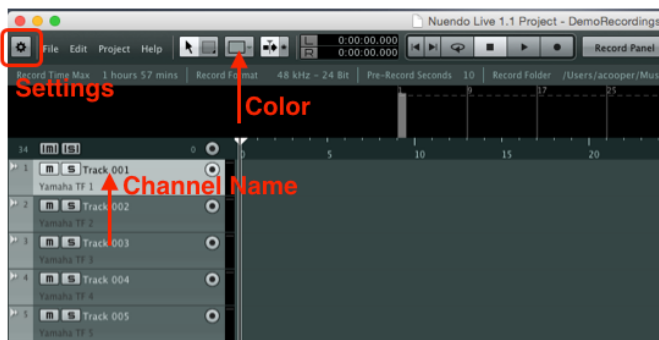 Nuendo Live 1.1 Project - DemoRecordings
File Edit Project Help L R 0:00:00.000 0:00:00.000 Record Panel
Record Time Max 1 hours 57 mins Record Format 48 kHz - 24 Bit Pre-Record Seconds 10 Record Folder /Users/acooper/Mus
Settings
Color
1 9 17 25
34 m s 0 0 5 10 15 20
1 m s Track 001
Yamaha TF 1
Channel Name
2 m s Track 002
Yamaha TF 2
3 m s Track 003
Yamaha TF 3
4 m s Track 004
Yamaha TF 4
5 m s Track 005
Yamaha TF 5